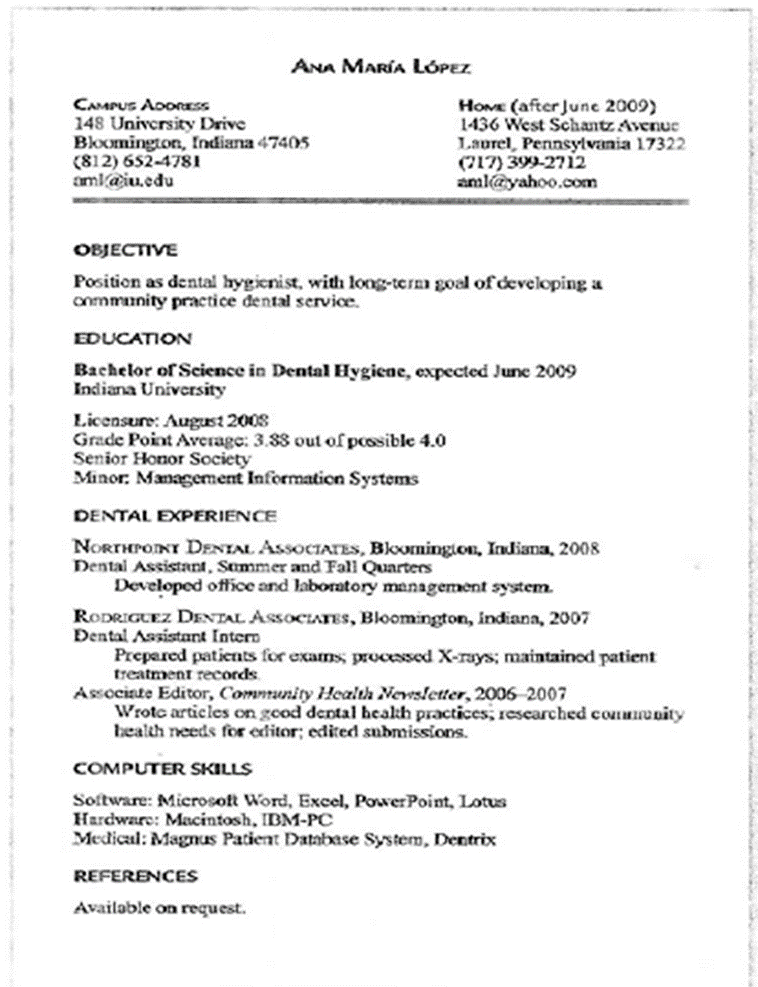 ANA MARÍA LÓPEZ
CAMPUS ADDRESS
148 University Drive
Bloomington, Indiana 47405
(812) 652-4781
aml@iu.edu
HOME (after June 2009)
1436 West Schantz Avenue
Laurel, Pennsylvania 17322
(717) 399-2712
aml@yahoo.com
OBJECTIVE
Position as dental hygienist, with long-term goal of developing a
community practice dental service.
EDUCATION
Bachelor of Science in Dental Hygiene, expected June 2009
Indiana University
Licensure: August 2008
Grade Point Average: 3.88 out of possible 4.0
Senior Honor Society
Minor: Management Information Systems
DENTAL EXPERIENCE
NORTHPOINT DENTAL ASSOCIATES, Bloomington, Indiana, 2008
Dental Assistant, Summer and Fall Quarters
Developed office and laboratory management system.
RODRIGUEZ DENTAL ASSOCIATES, Bloomington, Indiana, 2007
Dental Assistant Intern
Prepared patients for exams; processed X-rays; maintained patient
treatment records.
Associate Editor, Community Health Newsletter, 2006–2007
Wrote articles on good dental health practices; researched community
health needs for editor; edited submissions.
COMPUTER SKILLS
Software: Microsoft Word, Excel, PowerPoint, Lotus
Hardware: Macintosh, IBM-PC
Medical: Magnus Patient Database System, Dentrix
REFERENCES
Available on request.